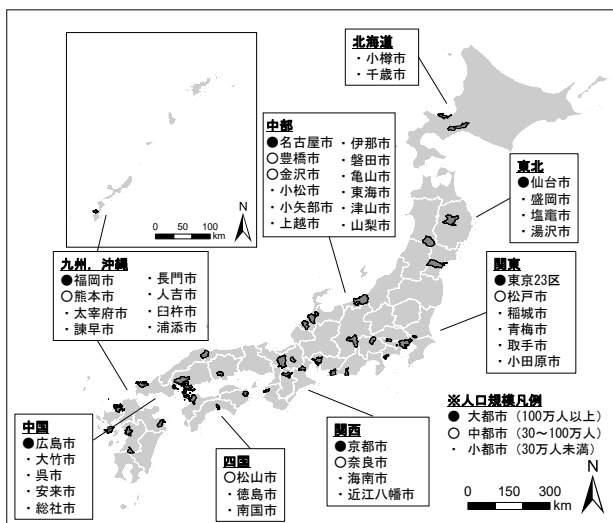 北海道
・小樽市
・千歳市
中部
●名古屋市
○豊橋市
○金沢市
・小松市
・小矢部市
・上越市
・伊那市
・磐田市
・亀山市
・東海市
・津山市
・山梨市
東北
●仙台市
・盛岡市
・塩竈市
・湯沢市
N
0 50 100
km
九州，沖縄
●福岡市
○熊本市
・太宰府市
・諫早市
・長門市
・人吉市
・臼杵市
・浦添市
関東
●東京23区
○松戸市
・稲城市
・青梅市
・取手市
・小田原市
中国
●広島市
・大竹市
・呉市
・安来市
・総社市
四国
○松山市
・徳島市
・南国市
関西
●京都市
○奈良市
・海南市
・近江八幡市
※人口規模凡例
● 大都市（100万人以上）
○ 中都市（30～100万人）
・ 小都市（30万人未満）
N
0 150 300
km